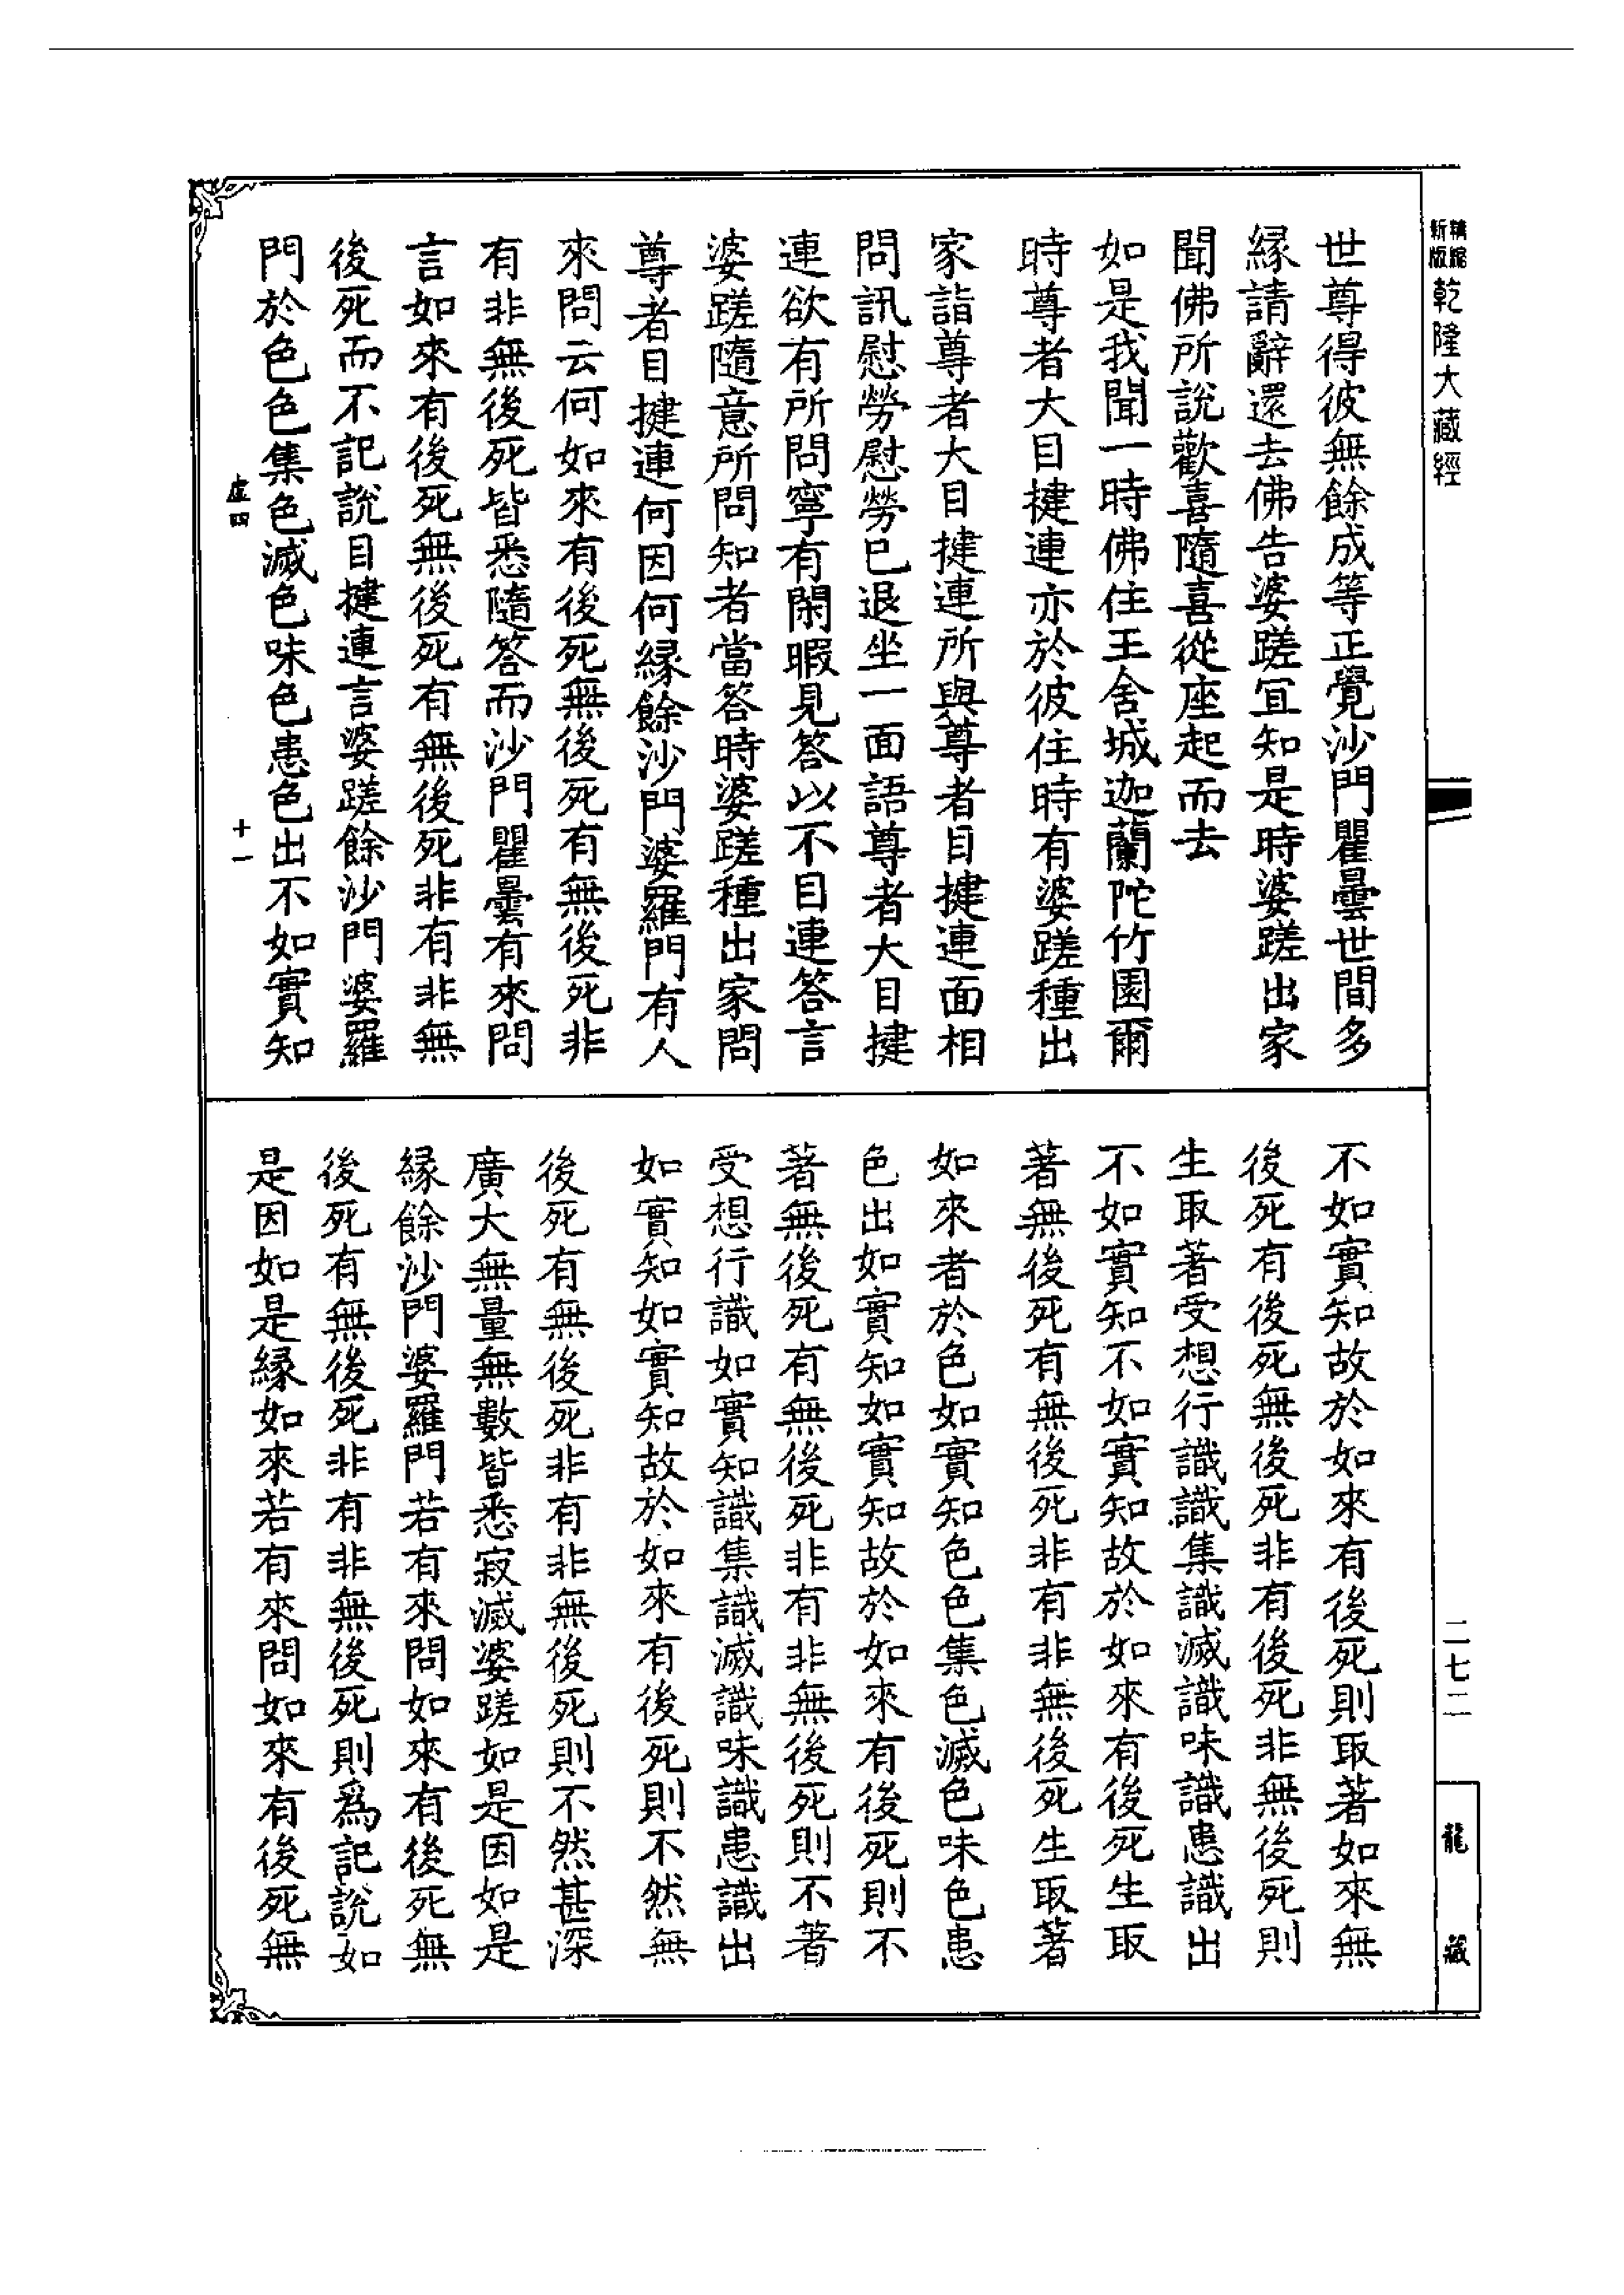 精縮
新版
乾隆大藏經
世尊得彼無餘成等正覺沙門瞿曇世間多
緣請辭還去佛告婆蹉宜知是時婆蹉出家
聞佛所說歡喜隨喜從座起而去
如是我聞一時佛住王舍城迦蘭陀竹園爾
時尊者大目揵連亦於彼住時有婆蹉種出
家詣尊者大目揵連所與尊者目揵連面相
問訊慰勞慰勞已退坐一面語尊者大目揵
連欲有所問寧有閑暇見答以不目連答言
婆蹉隨意所問知者當答時婆蹉種出家問
尊者目揵連何因何緣餘沙門婆羅門有人
來問云何如來有後死無後死有無後死非
有非無後死皆悉隨答而沙門瞿曇有來問
言如來有後死無後死有無後死非有非無
後死而不記說目揵連言婆蹉餘沙門婆羅
門於色色集色滅色味色患色出不如實知
虛四
十一
不如實知故於如來有後死則取著如來無
後死有後死無後死非有後死非無後死則
生取著受想行識識集識滅識味識患識出
不如實知不如實知故於如來有後死生取
著無後死有無後死非有非無後死生取著
如來者於色如實知色色集色滅色味色患
色出如實知如實知故於如來有後死則不
著無後死有無後死非有非無後死則不著
受想行識如實知識集識滅識味識患識出
如實知如實知故於如來有後死則不然無
後死有無後死非有非無後死則不然甚深
廣大無量無數皆悉寂滅婆蹉如是因如是
緣餘沙門婆羅門若有來問如來有後死無
後死有無後死非有非無後死則為記說如
是因如是緣如來若有來問如來有後死無
二七二
龍藏